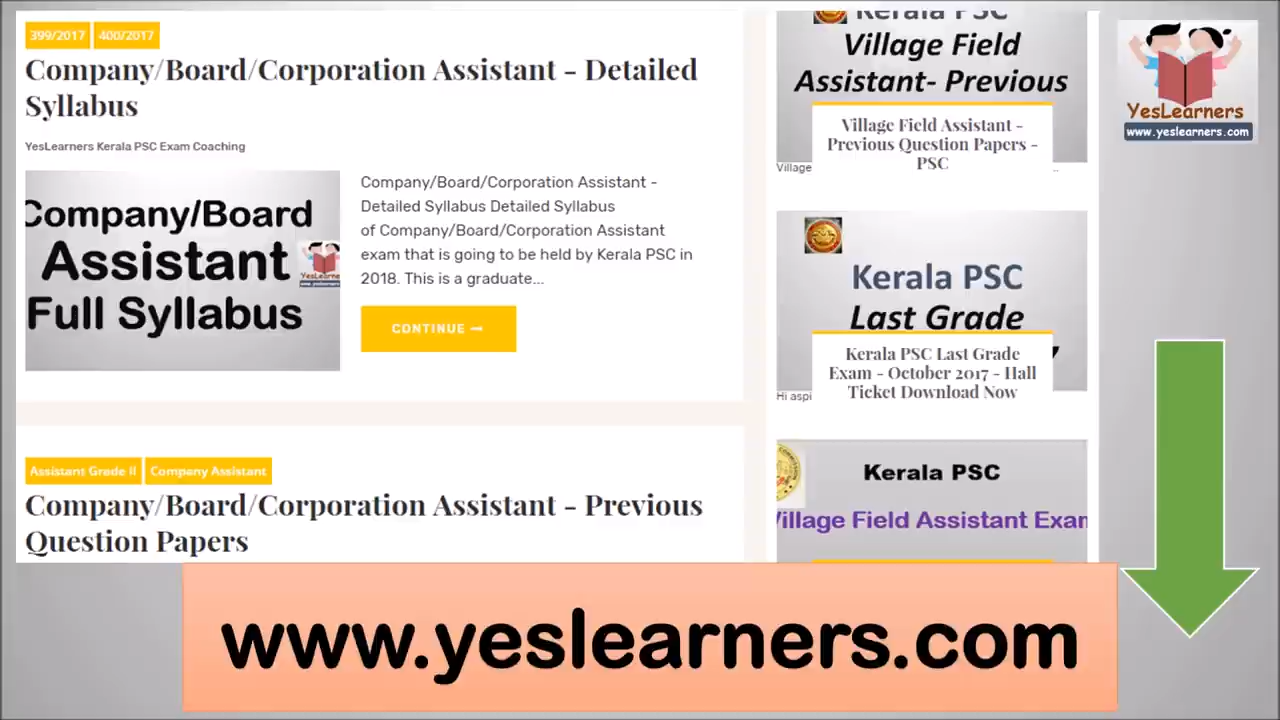 399/2017 400/2017
Company/Board/Corporation Assistant - Detailed
Syllabus
YesLearners Kerala PSC Exam Coaching
Company/Board
Assistant
Full Syllabus
YesLearners
Company/Board/Corporation Assistant -
Detailed Syllabus Detailed Syllabus
of Company/Board/Corporation Assistant
exam that is going to be held by Kerala PSC in
2018. This is a graduate...
CONTINUE
Assistant Grade II Company Assistant
Company/Board/Corporation Assistant - Previous
Question Papers
Kerala PSC
Village Field
Assistant- Previous
Village Field Assistant -
Previous Question Papers -
PSC
Village
Kerala PSC
Last Grade
Kerala PSC Last Grade
Exam - October 2017 - Hall
Ticket Download Now
Hi aspi
Kerala PSC
Village Field Assistant Exam
YesLearners
www.yeslearners.com
www.yeslearners.com